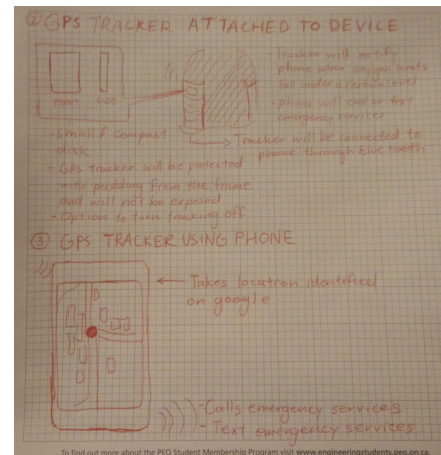 ② GPS TRACKER ATTACHED TO DEVICE
FRONT SIDE
- Tracker will notify
phone when oxygen levels
fall under a certain level
- phone will call or text
emergency services
- small & compact
disk
Tracker will be connected to
phone through blue tooth
- GPS tracker will be protected
with padding from the frame
and will not be exposed
- Option to turn tracking off
③ GPS TRACKER USING PHONE
Takes location identified
on google
- Calls emergency services
- Text emergency services
To find out more about the PEO Student Membership Program visit www.engineeringstudents.peo.on.ca